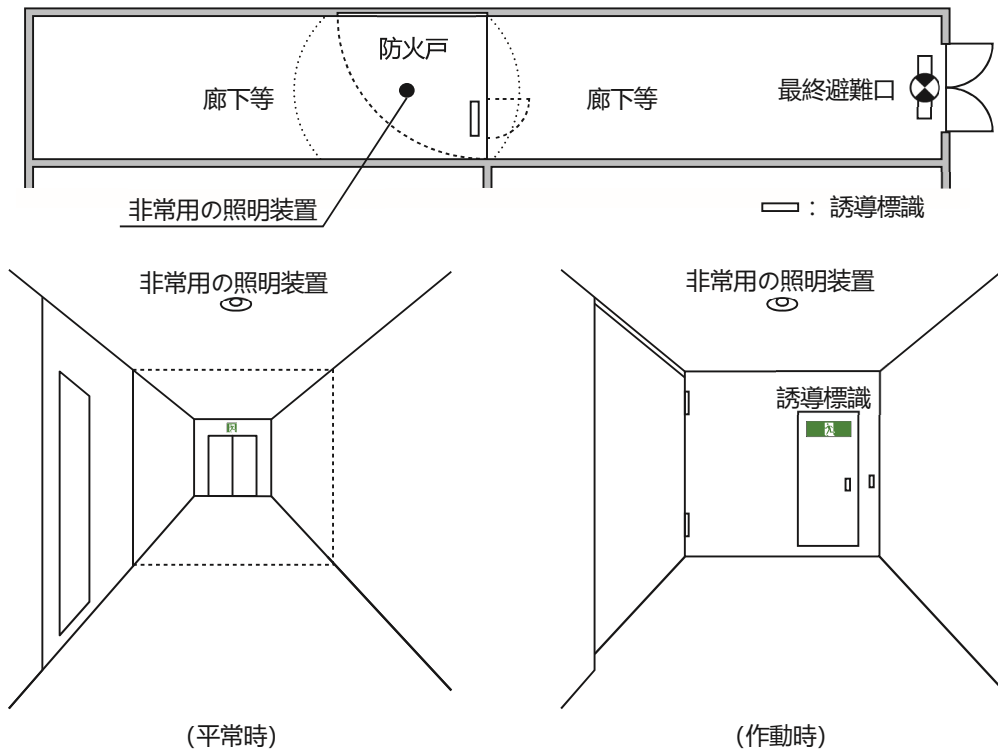 防火戸
廊下等
廊下等
最終避難口
非常用の照明装置
：誘導標識
非常用の照明装置
非常用の照明装置
誘導標識
(平常時)
(作動時)